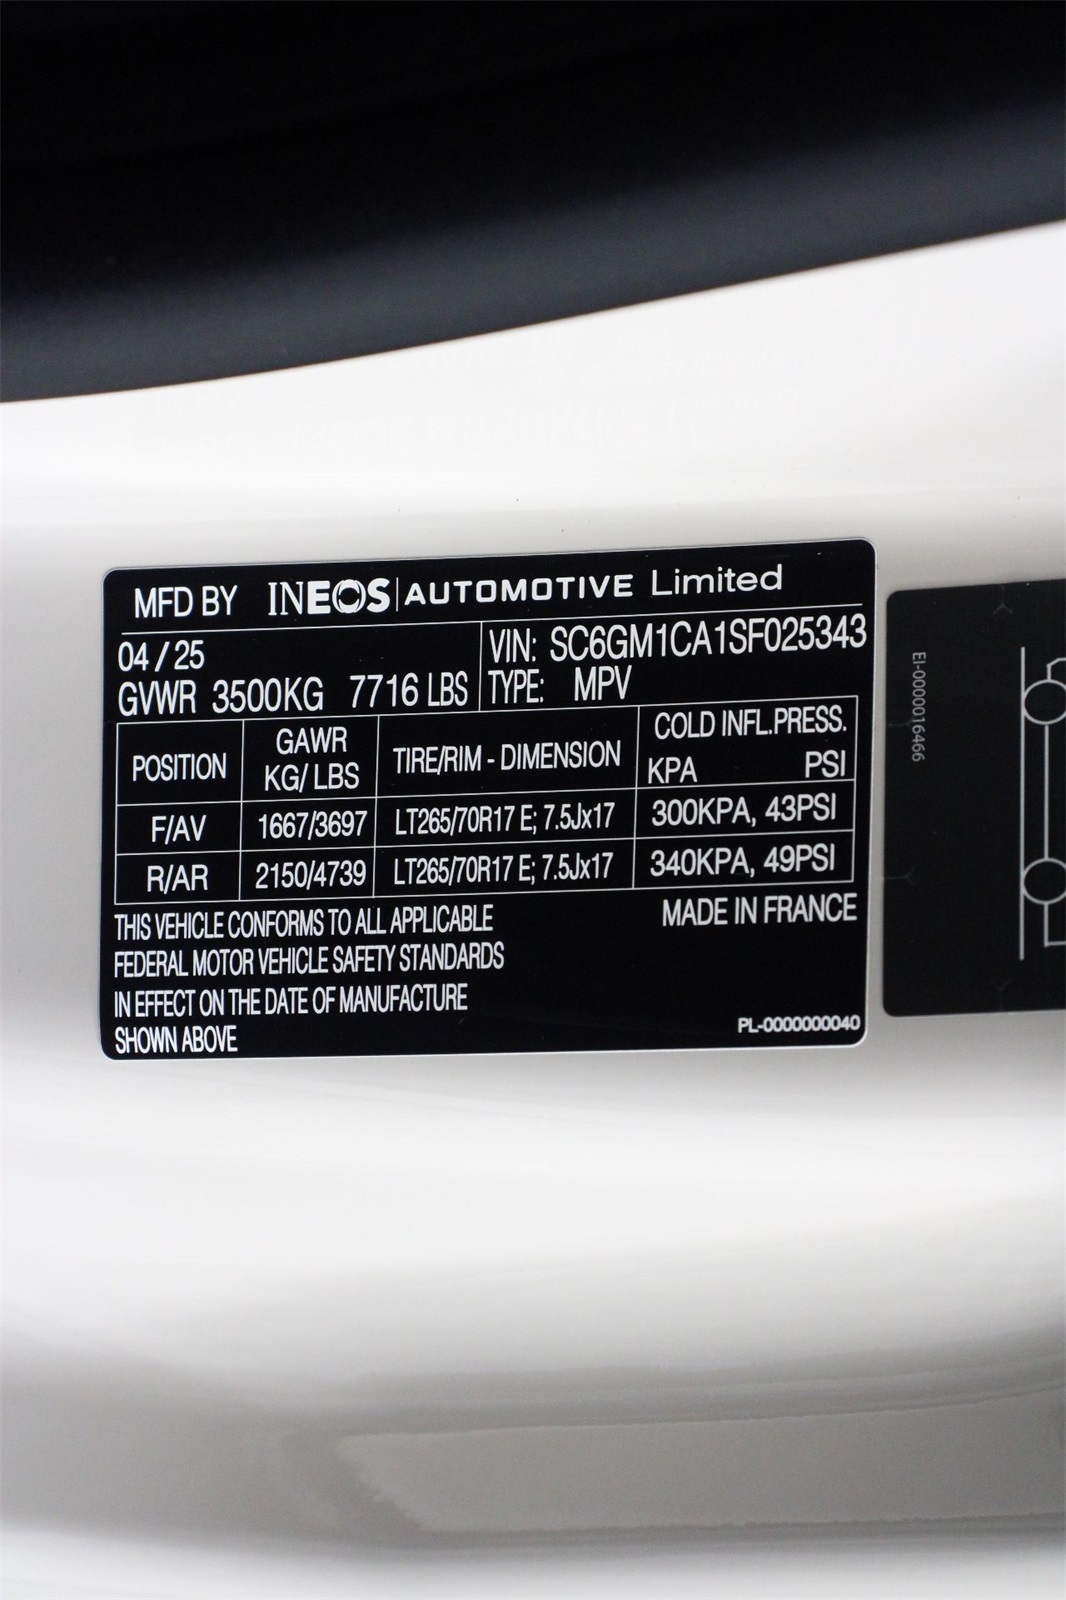 MFD BY INEOS | AUTOMOTIVE Limited
04 / 25
GVWR 3500KG 7716 LBS
VIN: SC6GM1CA1SF025343
TYPE: MPV
POSITION GAWR KG/ LBS TIRE/RIM - DIMENSION COLD INFL.PRESS. KPA PSI
F/AV 1667/3697 LT265/70R17 E; 7.5Jx17 300KPA, 43PSI
R/AR 2150/4739 LT265/70R17 E; 7.5Jx17 340KPA, 49PSI
THIS VEHICLE CONFORMS TO ALL APPLICABLE
FEDERAL MOTOR VEHICLE SAFETY STANDARDS
IN EFFECT ON THE DATE OF MANUFACTURE
SHOWN ABOVE
MADE IN FRANCE
PL-0000000040
EI-0000016466